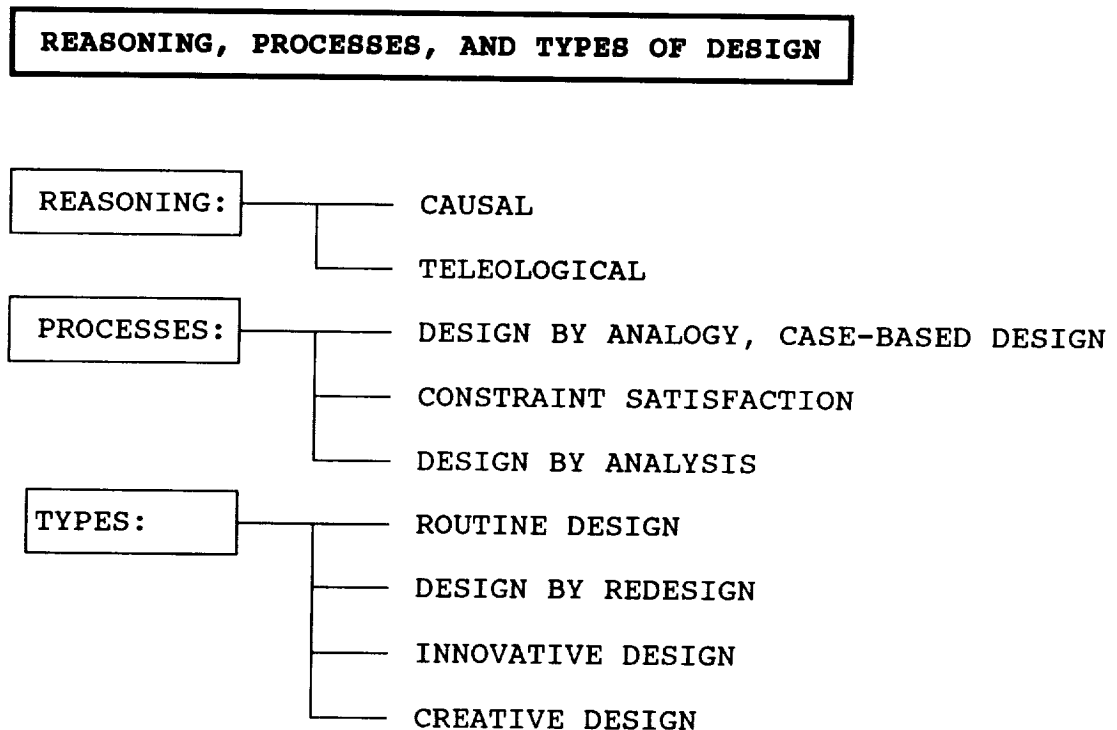 REASONING, PROCESSES, AND TYPES OF DESIGN
REASONING:
CAUSAL
TELEOLOGICAL
PROCESSES:
DESIGN BY ANALOGY, CASE-BASED DESIGN
CONSTRAINT SATISFACTION
DESIGN BY ANALYSIS
TYPES:
ROUTINE DESIGN
DESIGN BY REDESIGN
INNOVATIVE DESIGN
CREATIVE DESIGN